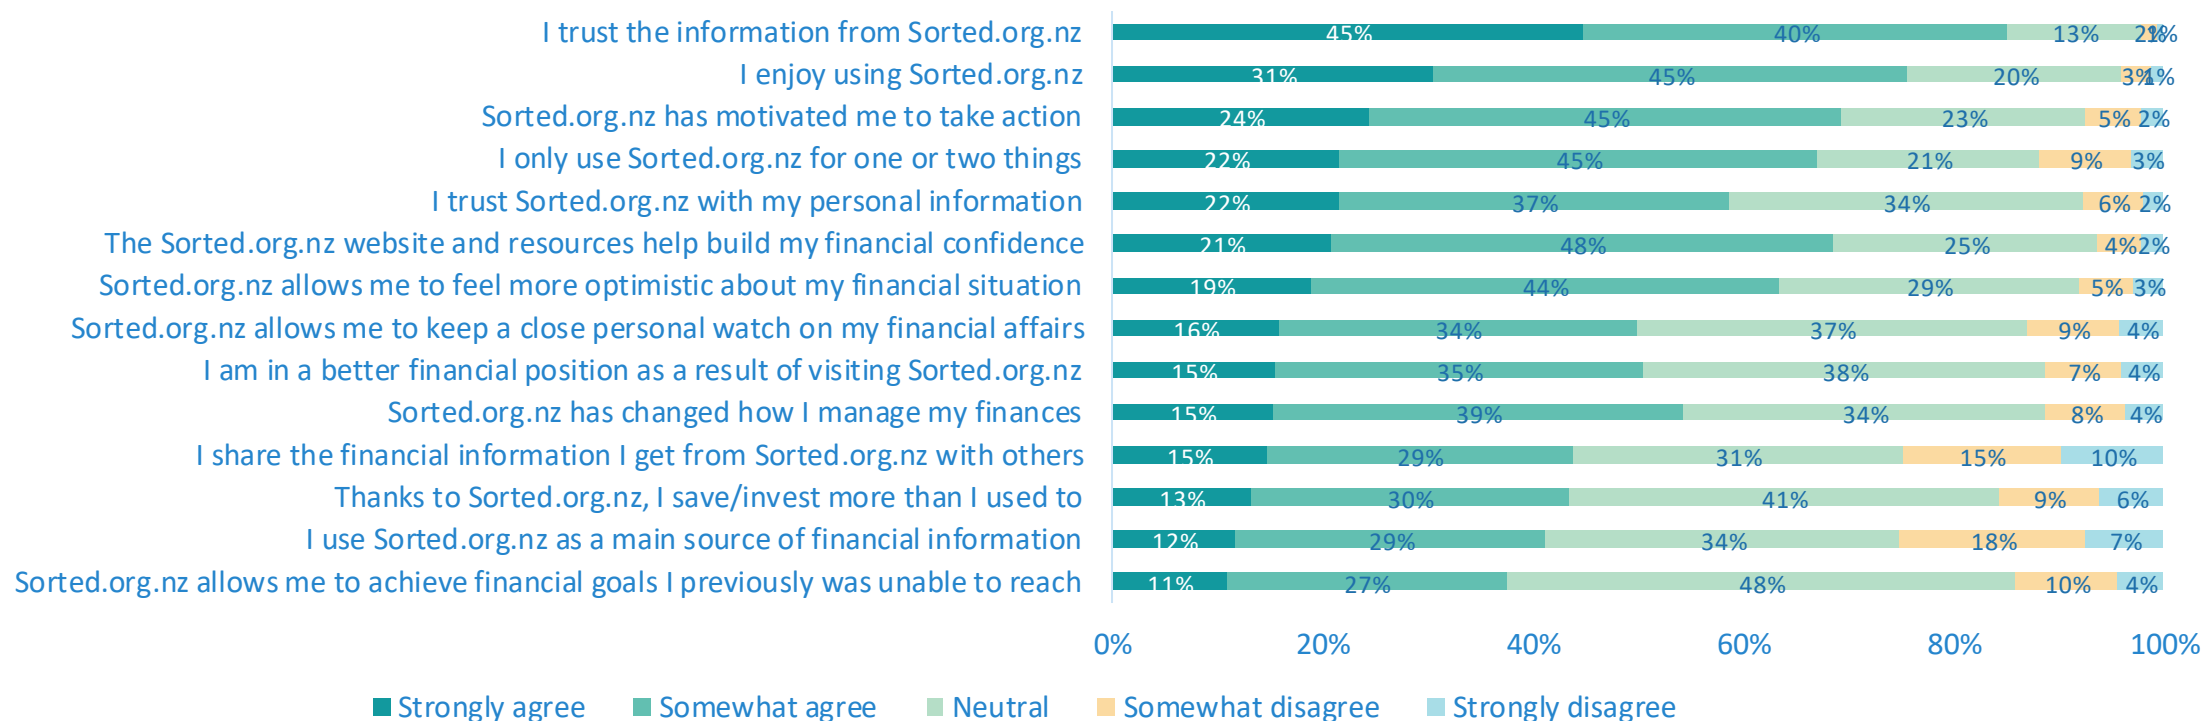 I trust the information from Sorted.org.nz 45% 40% 13% 2% 1%
I enjoy using Sorted.org.nz 31% 45% 20% 3% 1%
Sorted.org.nz has motivated me to take action 24% 45% 23% 5% 2%
I only use Sorted.org.nz for one or two things 22% 45% 21% 9% 3%
I trust Sorted.org.nz with my personal information 22% 37% 34% 6% 2%
The Sorted.org.nz website and resources help build my financial confidence 21% 48% 25% 4% 2%
Sorted.org.nz allows me to feel more optimistic about my financial situation 19% 44% 29% 5% 3%
Sorted.org.nz allows me to keep a close personal watch on my financial affairs 16% 34% 37% 9% 4%
I am in a better financial position as a result of visiting Sorted.org.nz 15% 35% 38% 7% 4%
Sorted.org.nz has changed how I manage my finances 15% 39% 34% 8% 4%
I share the financial information I get from Sorted.org.nz with others 15% 29% 31% 15% 10%
Thanks to Sorted.org.nz, I save/invest more than I used to 13% 30% 41% 9% 6%
I use Sorted.org.nz as a main source of financial information 12% 29% 34% 18% 7%
Sorted.org.nz allows me to achieve financial goals I previously was unable to reach 11% 27% 48% 10% 4%
0% 20% 40% 60% 80% 100%
Strongly agree Somewhat agree Neutral Somewhat disagree Strongly disagree